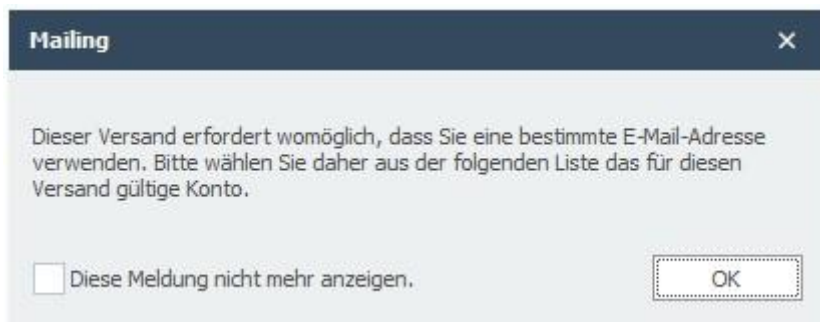 Mailing
Dieser Versand erfordert womöglich, dass Sie eine bestimmte E-Mail-Adresse
verwenden. Bitte wählen Sie daher aus der folgenden Liste das für diesen
Versand gültige Konto.
Diese Meldung nicht mehr anzeigen.
OK